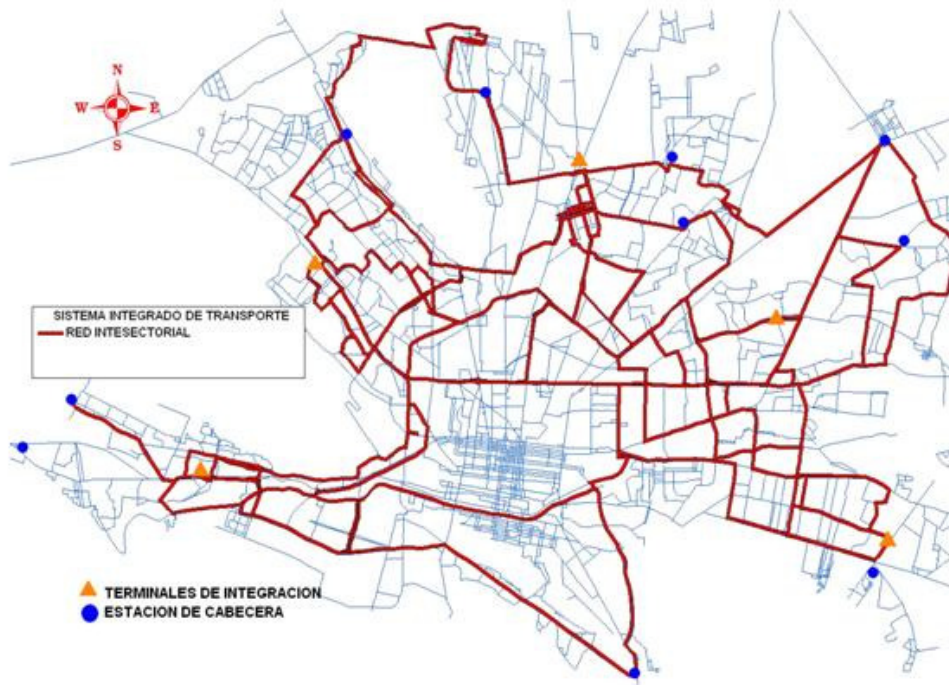 N
W E
S
SISTEMA INTEGRADO DE TRANSPORTE
RED INTESECTORIAL
TERMINALES DE INTEGRACION
ESTACION DE CABECERA